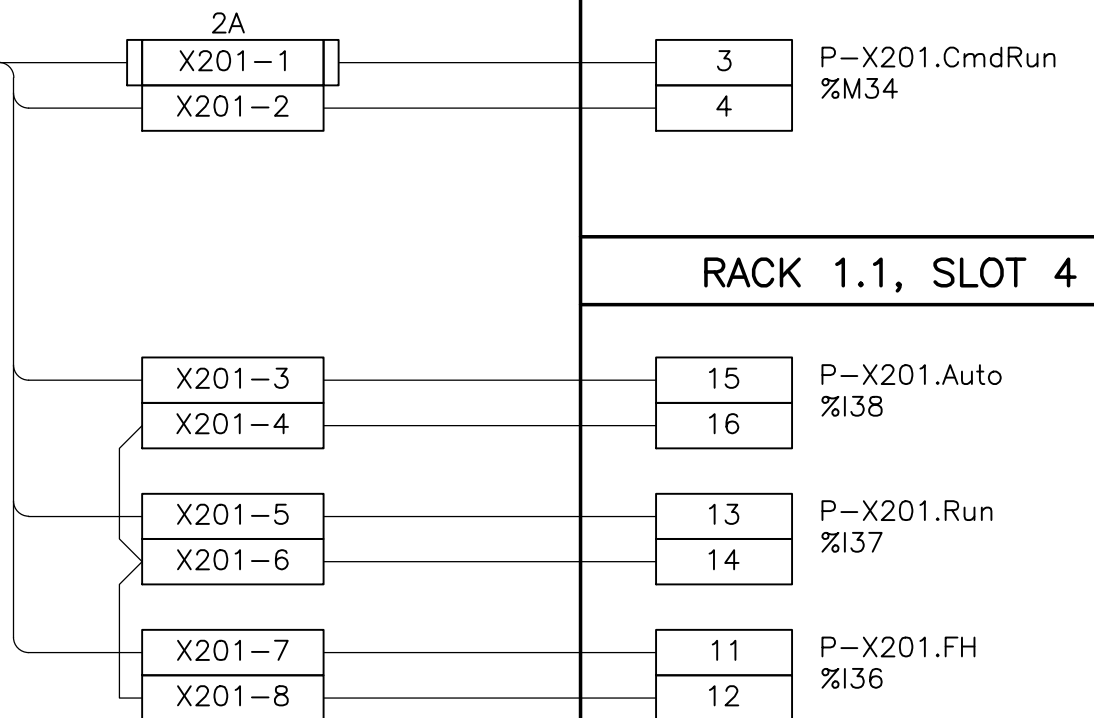 2A
X201-1 3 P-X201.CmdRun
%M34
X201-2 4
RACK 1.1, SLOT 4
X201-3 15 P-X201.Auto
%I38
X201-4 16
X201-5 13 P-X201.Run
%I37
X201-6 14
X201-7 11 P-X201.FH
%I36
X201-8 12